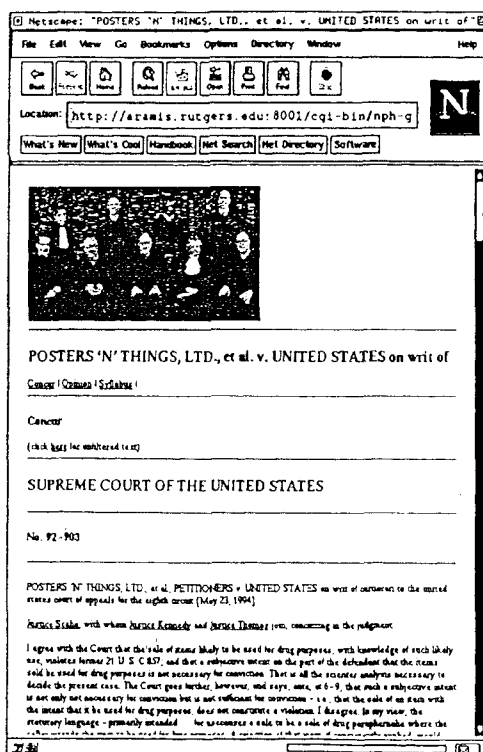 Netscape: "POSTERS 'N' THINGS, LTD., et al. v. UNITED STATES on writ of"
File Edit View Go Bookmarks Options Directory Window Help
Back Home Reload Open Print Find
N
Location: http://aramis.rutgers.edu:8001/cgi-bin/nph-g
What's New What's Cool Handbook Net Search Net Directory Software
POSTERS 'N' THINGS, LTD., et al. v. UNITED STATES on writ of
Concur | Opinion | Syllabus |
Concur
(click here for unfiltered text)
SUPREME COURT OF THE UNITED STATES
No. 92-903
POSTERS 'N' THINGS, LTD., et al., PETITIONERS v. UNITED STATES on writ of certiorari to the united
states court of appeals for the eighth circuit [May 23, 1994]
Justice Scalia, with whom Justice Kennedy and Justice Thomas join, concurring in the judgment.
I agree with the Court that the sale of items likely to be used for drug purposes, with knowledge of such likely
use, violates former 21 U. S. C. 857, and that a subjective intent on the part of the defendant that the items
sold be used for drug purposes is not necessary for conviction. That is all the scienter analysis necessary to
decide the present case. The Court goes further, however, and says, ante, at 6-9, that such a subjective intent
is not only not necessary for conviction but is not sufficient for conviction - i.e., that the sale of an item with
the intent that it be used for drug purposes, does not constitute a violation. I disagree. In my view, the
statutory language - primarily intended for use connotes a sale to be a sale of drug paraphernalia where the